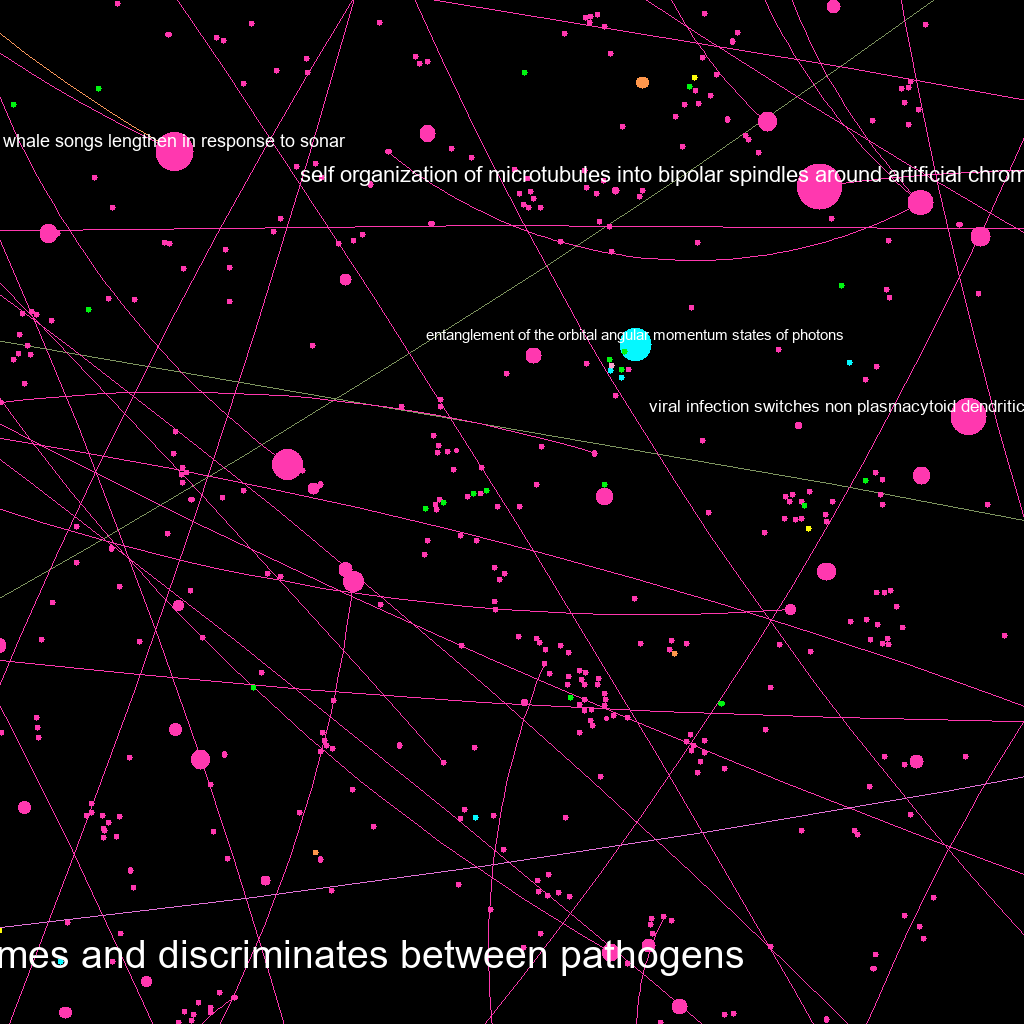 whale songs lengthen in response to sonar
self organization of microtubules into bipolar spindles around artificial chrom
entanglement of the orbital angular momentum states of photons
viral infection switches non plasmacytoid dendritic
mes and discriminates between pathogens